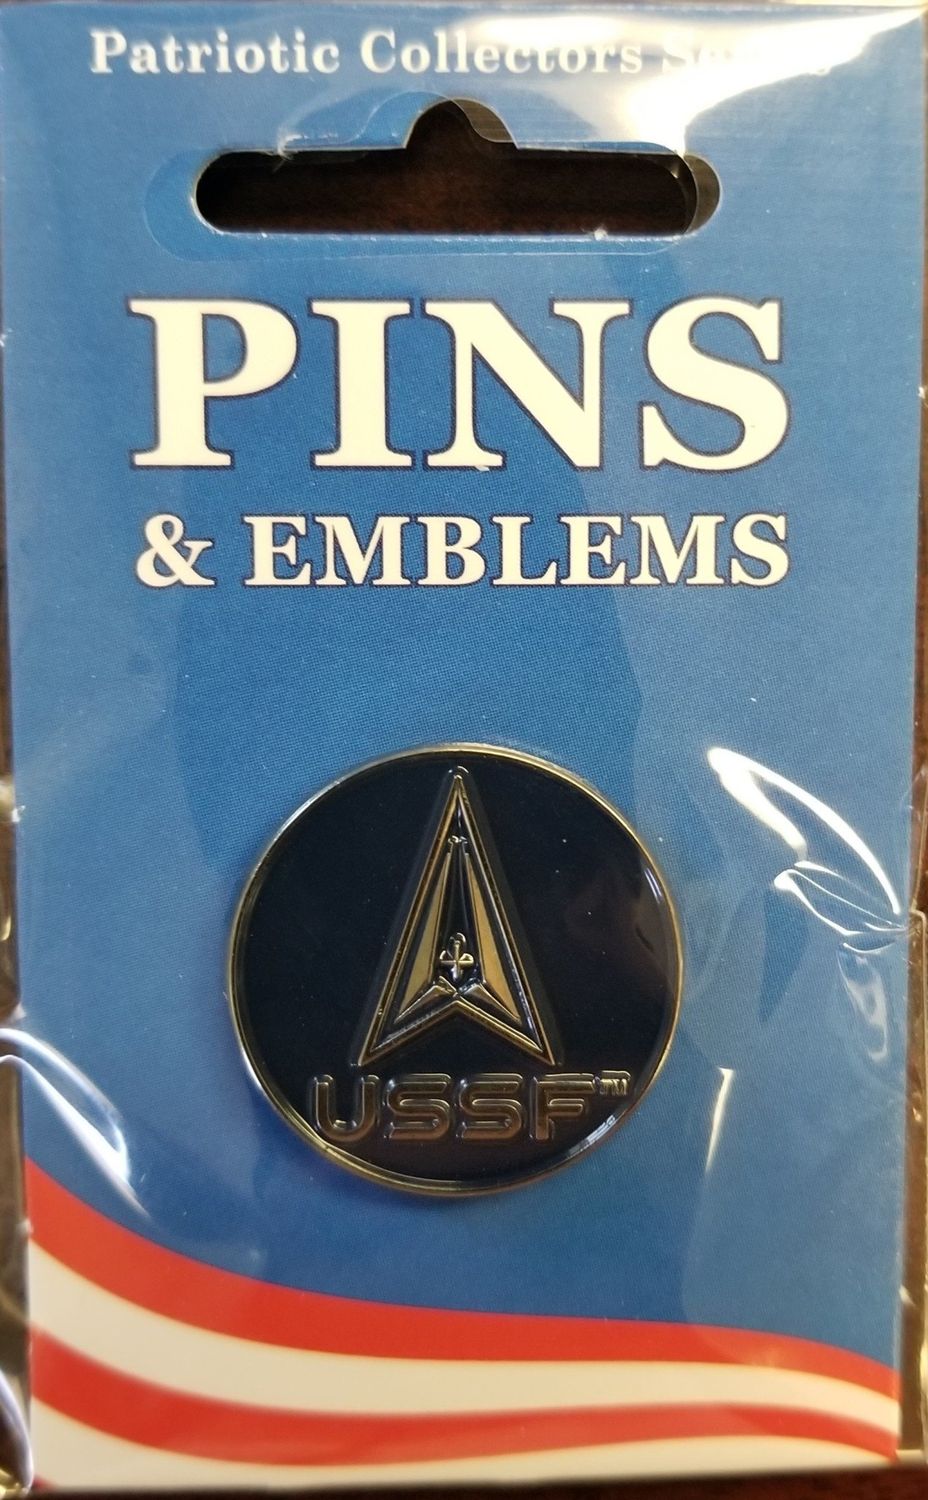 Patriotic Collectors
PINS
& EMBLEMS
USSF™